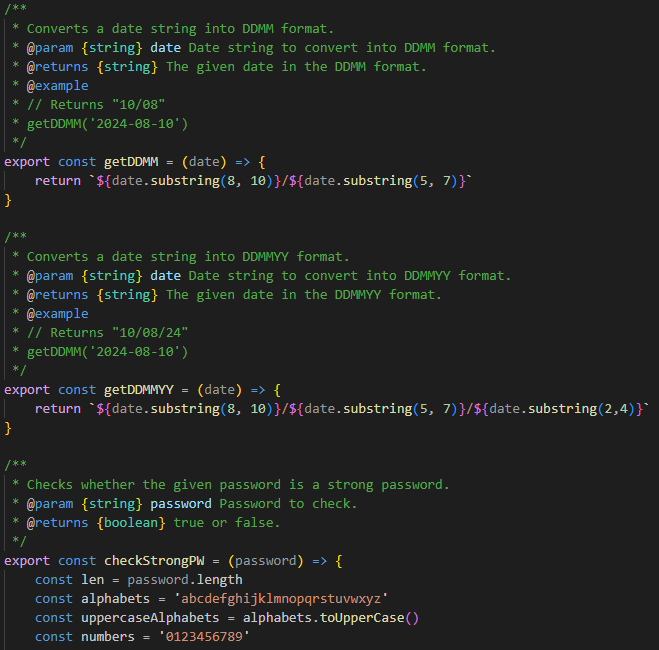 /**
 * Converts a date string into DDMM format.
 * @param {string} date Date string to convert into DDMM format.
 * @returns {string} The given date in the DDMM format.
 * @example
 * // Returns "10/08"
 * getDDMM('2024-08-10')
 */
export const getDDMM = (date) => {
    return `${date.substring(8, 10)}/${date.substring(5, 7)}`
}

/**
 * Converts a date string into DDMMYY format.
 * @param {string} date Date string to convert into DDMMYY format.
 * @returns {string} The given date in the DDMMYY format.
 * @example
 * // Returns "10/08/24"
 * getDDMM('2024-08-10')
 */
export const getDDMMYY = (date) => {
    return `${date.substring(8, 10)}/${date.substring(5, 7)}/${date.substring(2,4)}`
}

/**
 * Checks whether the given password is a strong password.
 * @param {string} password Password to check.
 * @returns {boolean} true or false.
 */
export const checkStrongPW = (password) => {
    const len = password.length
    const alphabets = 'abcdefghijklmnopqrstuvwxyz'
    const uppercaseAlphabets = alphabets.toUpperCase()
    const numbers = '0123456789'